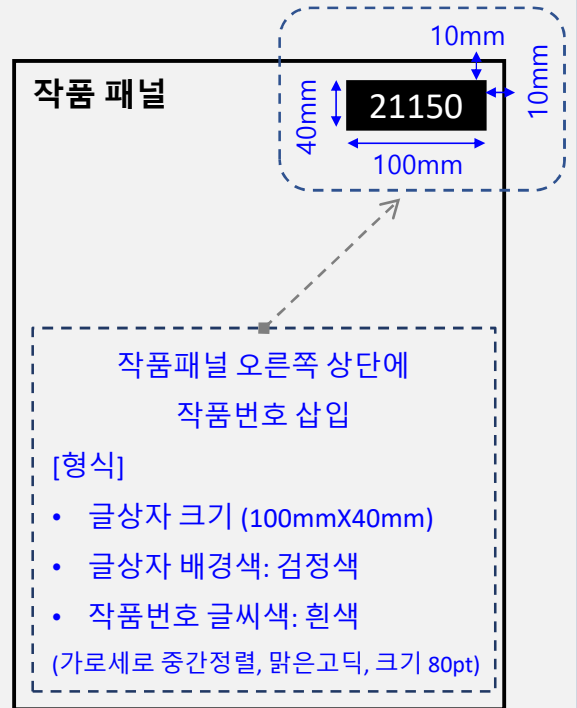 10mm
작품 패널
40mm
21150
10mm
100mm
작품패널 오른쪽 상단에
작품번호 삽입
[형식]
• 글상자 크기 (100mmX40mm)
• 글상자 배경색: 검정색
• 작품번호 글씨색: 흰색
(가로세로 중간정렬, 맑은고딕, 크기 80pt)